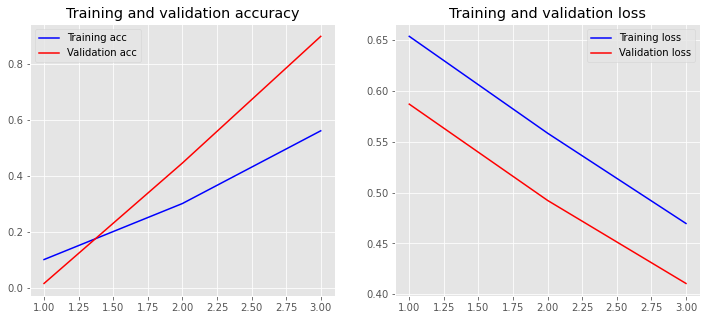 Training and validation accuracy
Training acc
Validation acc
0.8
0.6
0.4
0.2
0.0
1.00 1.25 1.50 1.75 2.00 2.25 2.50 2.75 3.00
Training and validation loss
Training loss
Validation loss
0.65
0.60
0.55
0.50
0.45
0.40
1.00 1.25 1.50 1.75 2.00 2.25 2.50 2.75 3.00